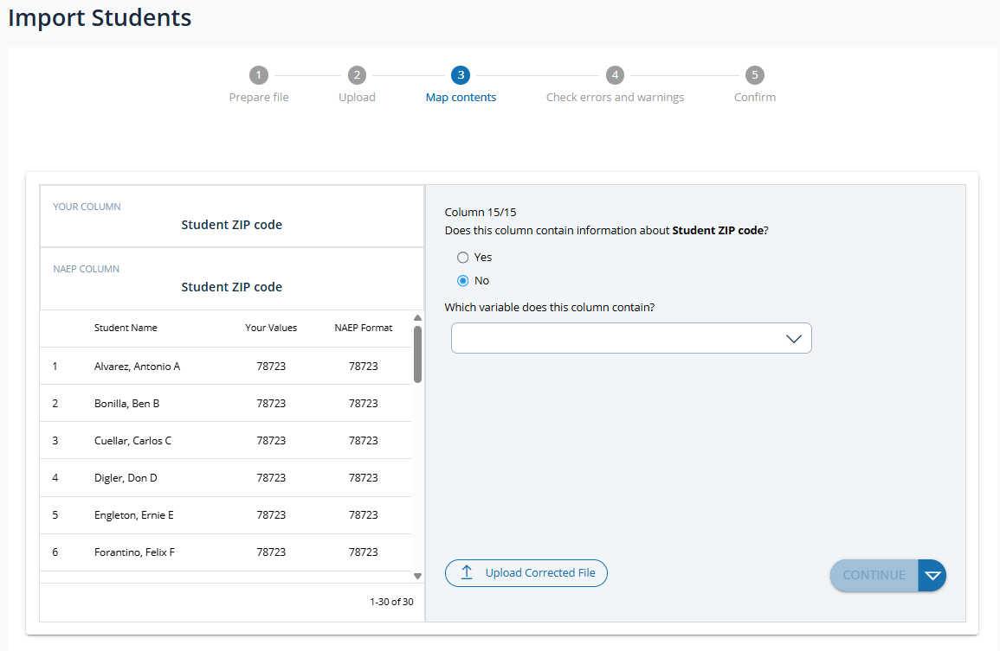 Import Students
1 2 3 4 5
Prepare file Upload Map contents Check errors and warnings Confirm
YOUR COLUMN
Student ZIP code
NAEP COLUMN
Student ZIP code
Student Name Your Values NAEP Format
1 Alvarez, Antonio A 78723 78723
2 Bonilla, Ben B 78723 78723
3 Cuellar, Carlos C 78723 78723
4 Digler, Don D 78723 78723
5 Engleton, Ernie E 78723 78723
6 Forantino, Felix F 78723 78723
1-30 of 30
Column 15/15
Does this column contain information about Student ZIP code?
Yes
No
Which variable does this column contain?
Upload Corrected File
CONTINUE